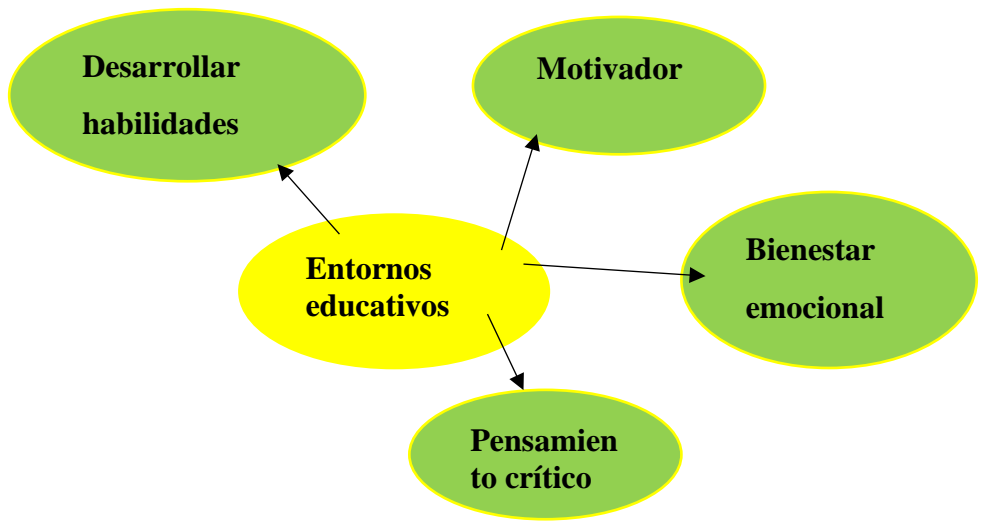 Desarrollar
habilidades
Motivador
Entornos
educativos
Bienestar
emocional
Pensamien
to crítico